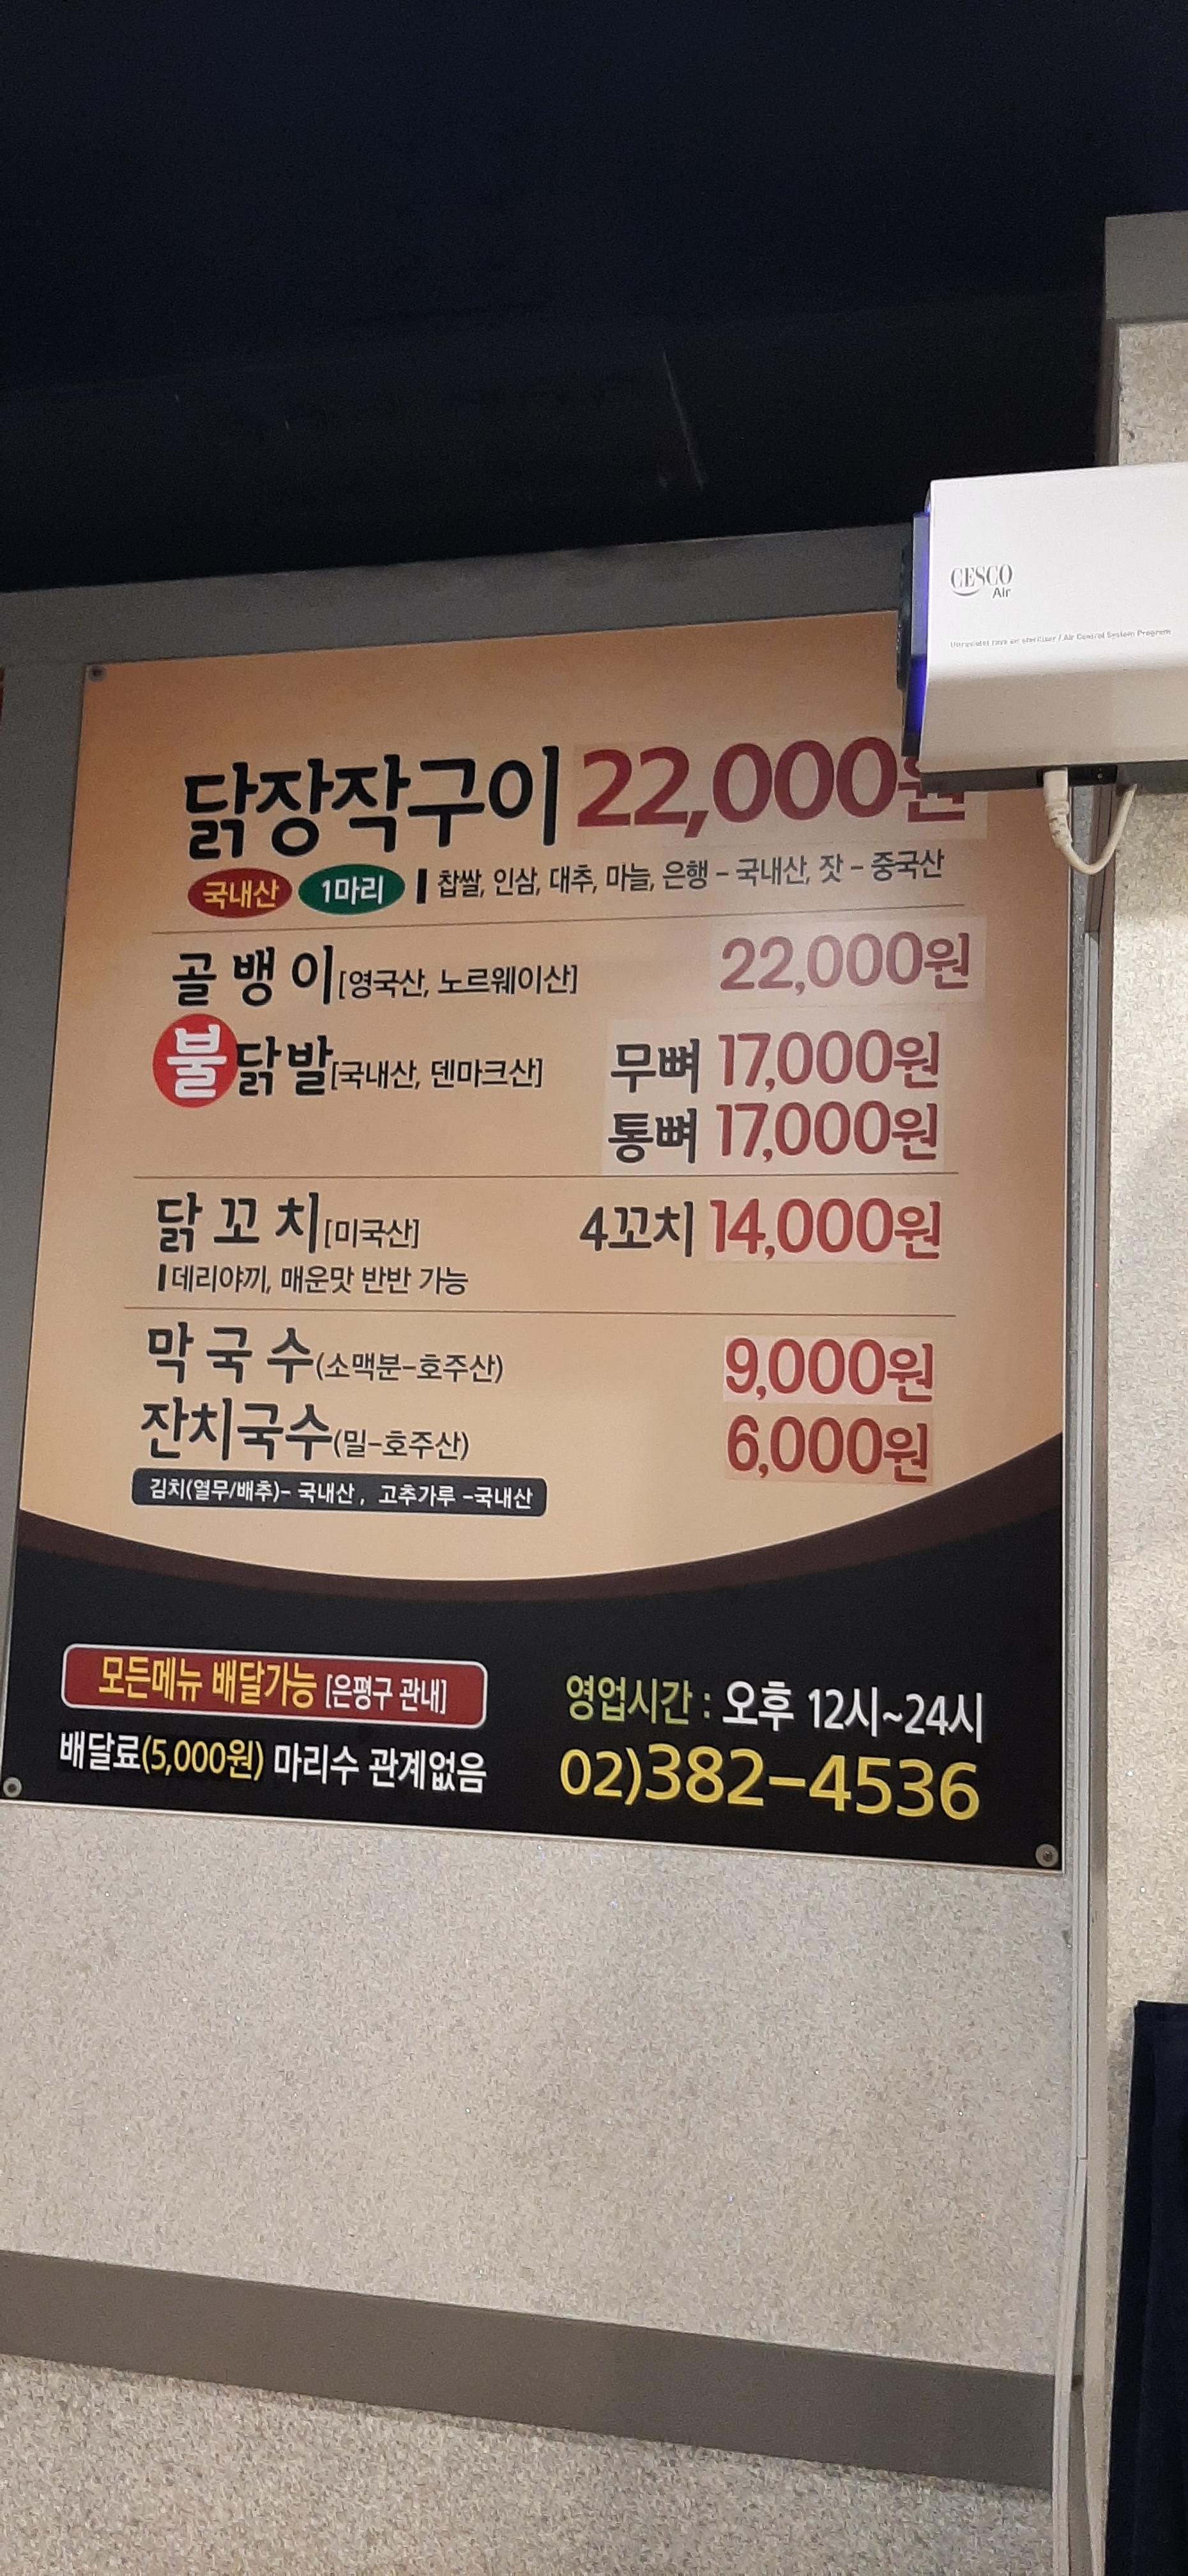 닭장작구이 22,000원
국내산 1마리 찹쌀, 인삼, 대추, 마늘, 은행 - 국내산, 잣 - 중국산
골뱅이[영국산, 노르웨이산] 22,000원
불닭발[국내산, 덴마크산] 무뼈 17,000원
통뼈 17,000원
닭꼬치[미국산] 4꼬치 14,000원
데리야끼, 매운맛 반반 가능
막국수(소맥분-호주산) 9,000원
잔치국수(밀-호주산) 6,000원
김치(열무/배추)- 국내산, 고추가루 -국내산
모든메뉴 배달가능 [은평구 관내]
배달료(5,000원) 마리수 관계없음
영업시간 : 오후 12시~24시
02)382-4536
CESCO
Air
Ultraviolet rays air sterilizer / Air Control System Program